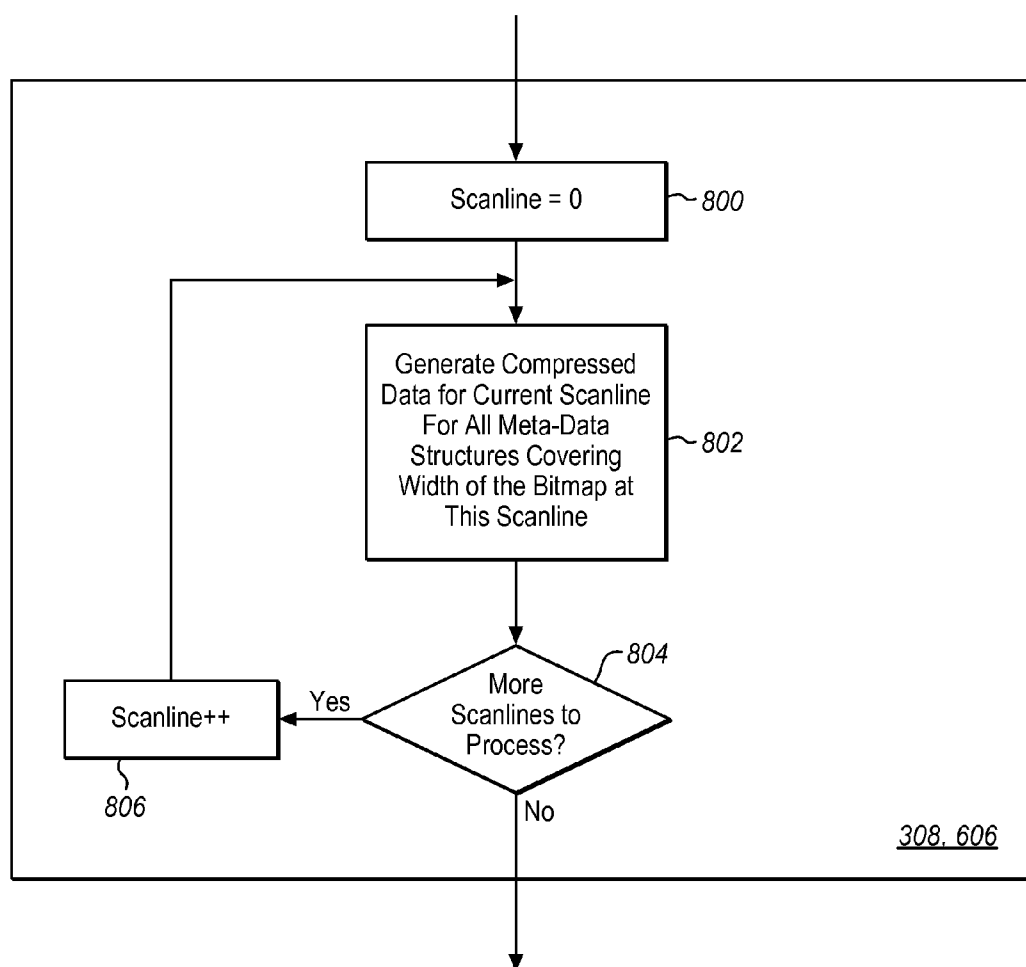 Scanline = 0
800
Generate Compressed
Data for Current Scanline
For All Meta-Data
Structures Covering
Width of the Bitmap at
This Scanline
802
804
More
Scanlines to
Process?
Yes
Scanline++
806
No
308, 606